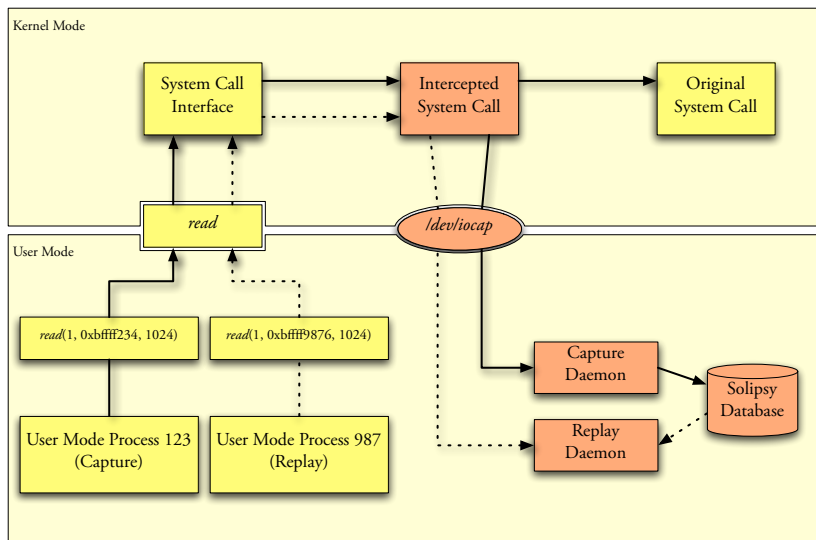 Kernel Mode
System Call
Interface
Intercepted
System Call
Original
System Call
read
/dev/iocap
User Mode
read(1, 0xbffff234, 1024)
read(1, 0xbffff9876, 1024)
Capture
Daemon
Solipsy
Database
User Mode Process 123
(Capture)
User Mode Process 987
(Replay)
Replay
Daemon